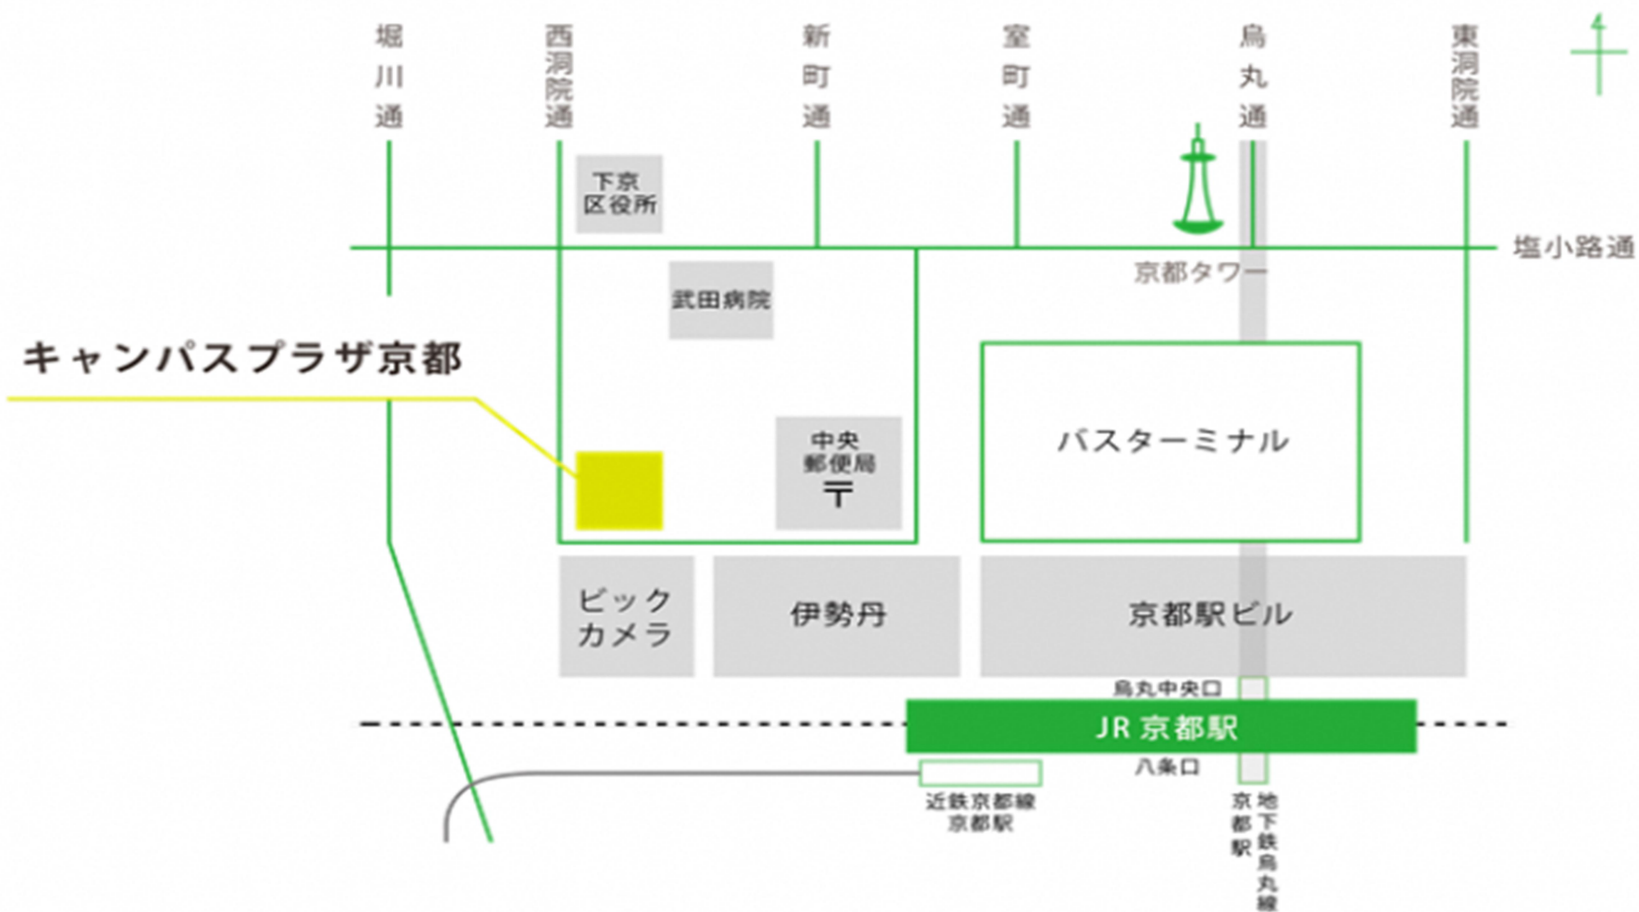 堀川通
西洞院通
新町通
室町通
烏丸通
東洞院通
4
下京
区役所
塩小路通
京都タワー
武田病院
キャンパスプラザ京都
中央
郵便局
〒
バスターミナル
ビック
カメラ
伊勢丹
京都駅ビル
烏丸中央口
JR 京都駅
八条口
近鉄京都線
京都駅
地下鉄烏丸線
京都駅